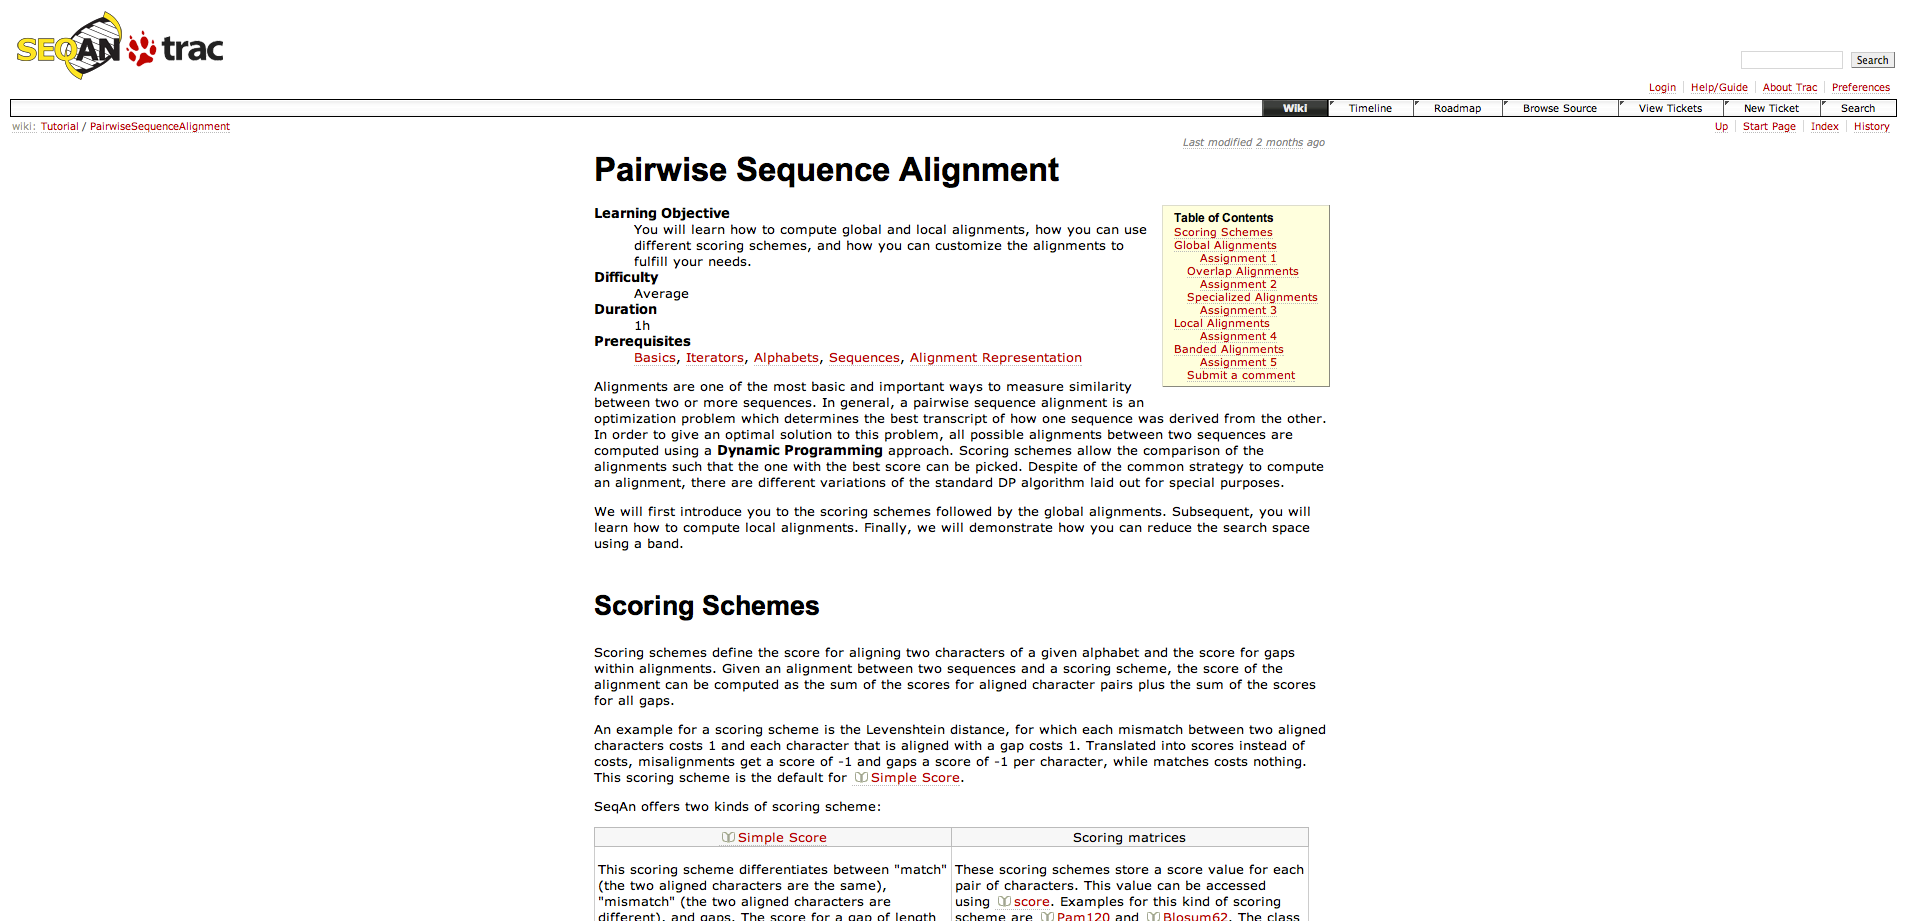 SEQAN trac
Search
Login Help/Guide About Trac Preferences
Wiki Timeline Roadmap Browse Source View Tickets New Ticket Search
wiki: Tutorial / PairwiseSequenceAlignment
Up Start Page Index History
Last modified 2 months ago
Pairwise Sequence Alignment
Learning Objective
You will learn how to compute global and local alignments, how you can use
different scoring schemes, and how you can customize the alignments to
fulfill your needs.
Difficulty
Average
Duration
1h
Prerequisites
Basics, Iterators, Alphabets, Sequences, Alignment Representation
Table of Contents
Scoring Schemes
Global Alignments
Assignment 1
Overlap Alignments
Assignment 2
Specialized Alignments
Assignment 3
Local Alignments
Assignment 4
Banded Alignments
Assignment 5
Submit a comment
Alignments are one of the most basic and important ways to measure similarity
between two or more sequences. In general, a pairwise sequence alignment is an
optimization problem which determines the best transcript of how one sequence was derived from the other.
In order to give an optimal solution to this problem, all possible alignments between two sequences are
computed using a Dynamic Programming approach. Scoring schemes allow the comparison of the
alignments such that the one with the best score can be picked. Despite of the common strategy to compute
an alignment, there are different variations of the standard DP algorithm laid out for special purposes.
We will first introduce you to the scoring schemes followed by the global alignments. Subsequent, you will
learn how to compute local alignments. Finally, we will demonstrate how you can reduce the search space
using a band.
Scoring Schemes
Scoring schemes define the score for aligning two characters of a given alphabet and the score for gaps
within alignments. Given an alignment between two sequences and a scoring scheme, the score of the
alignment can be computed as the sum of the scores for aligned character pairs plus the sum of the scores
for all gaps.
An example for a scoring scheme is the Levenshtein distance, for which each mismatch between two aligned
characters costs 1 and each character that is aligned with a gap costs 1. Translated into scores instead of
costs, misalignments get a score of -1 and gaps a score of -1 per character, while matches costs nothing.
This scoring scheme is the default for Simple Score.
SeqAn offers two kinds of scoring scheme:
Simple Score
This scoring scheme differentiates between "match"
(the two aligned characters are the same),
"mismatch" (the two aligned characters are
different), and gaps. The score for a gap of length
Scoring matrices
These scoring schemes store a score value for each
pair of characters. This value can be accessed
using score. Examples for this kind of scoring
scheme are Pam120 and Blosum62. The class